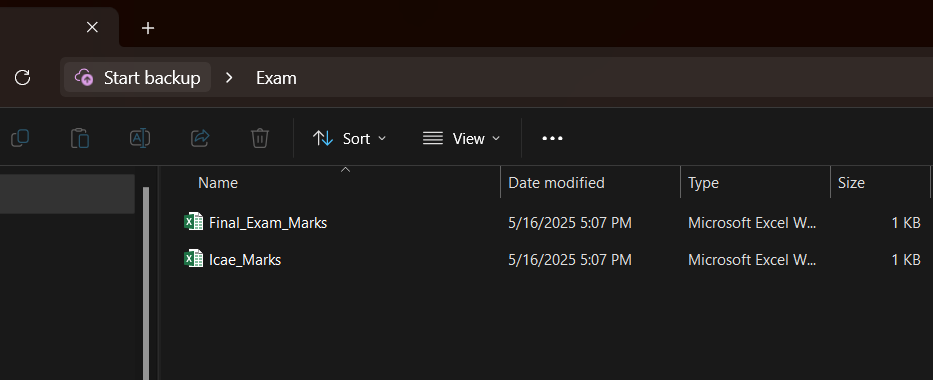 Start backup > Exam
Sort View
Name Date modified Type Size
Final_Exam_Marks 5/16/2025 5:07 PM Microsoft Excel W... 1 KB
Icae_Marks 5/16/2025 5:07 PM Microsoft Excel W... 1 KB